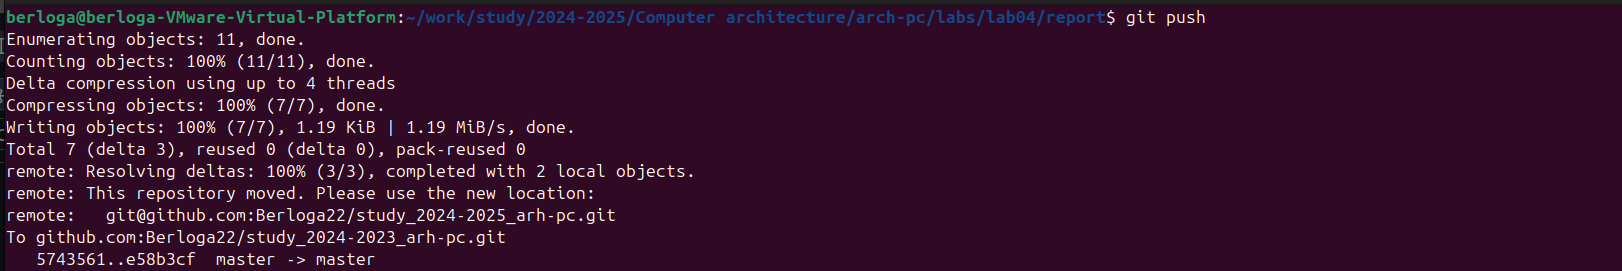 berloga@berloga-VMware-Virtual-Platform:~/work/study/2024-2025/Computer architecture/arch-pc/labs/lab04/report$ git push
Enumerating objects: 11, done.
Counting objects: 100% (11/11), done.
Delta compression using up to 4 threads
Compressing objects: 100% (7/7), done.
Writing objects: 100% (7/7), 1.19 KiB | 1.19 MiB/s, done.
Total 7 (delta 3), reused 0 (delta 0), pack-reused 0
remote: Resolving deltas: 100% (3/3), completed with 2 local objects.
remote: This repository moved. Please use the new location:
remote:   git@github.com:Berloga22/study_2024-2025_arh-pc.git
To github.com:Berloga22/study_2024-2023_arh-pc.git
   5743561..e58b3cf  master -> master